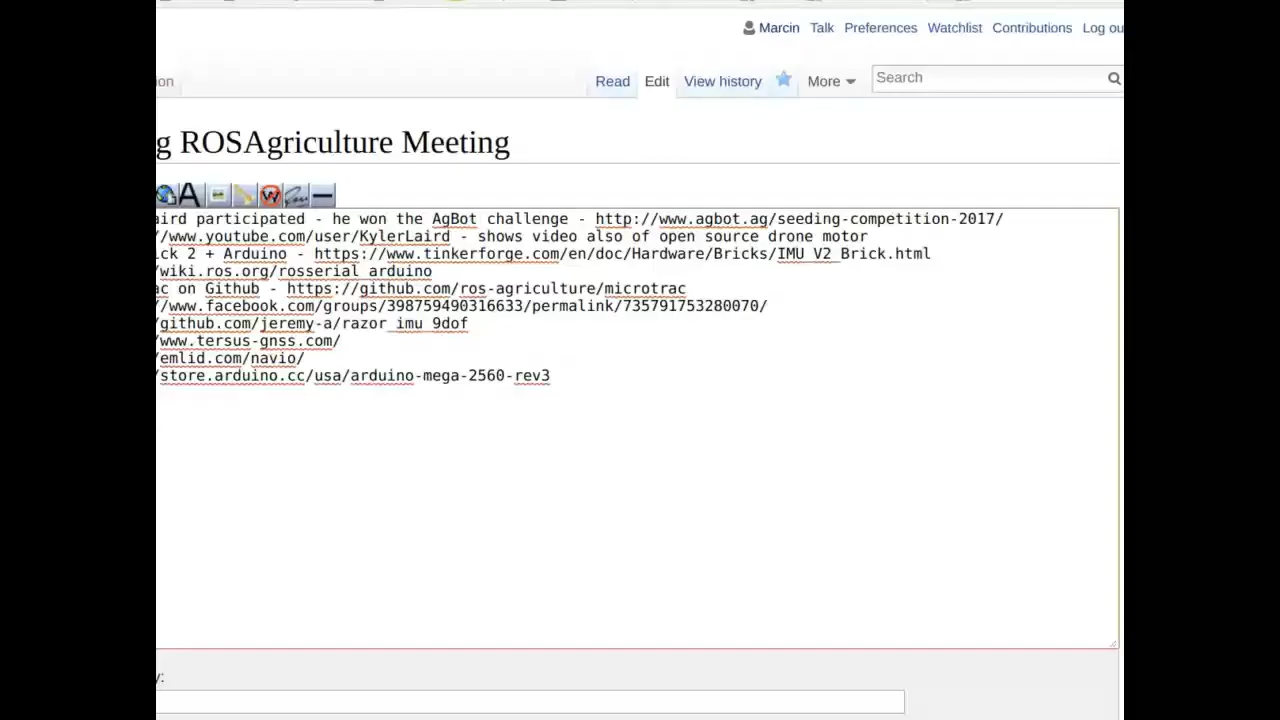 Marcin Talk Preferences Watchlist Contributions Log ou
ion Read Edit View history More Search
g ROSAgriculture Meeting
aird participated - he won the AgBot challenge - http://www.agbot.ag/seeding-competition-2017/
//www.youtube.com/user/KylerLaird - shows video also of open source drone motor
ick 2 + Arduino - https://www.tinkerforge.com/en/doc/Hardware/Bricks/IMU_V2_Brick.html
/wiki.ros.org/rosserial_arduino
ac on Github - https://github.com/ros-agriculture/microtrac
//www.facebook.com/groups/398759490316633/permalink/735791753280070/
/github.com/jeremy-a/razor_imu_9dof
/www.tersus-gnss.com/
/emlid.com/navio/
/store.arduino.cc/usa/arduino-mega-2560-rev3
y: